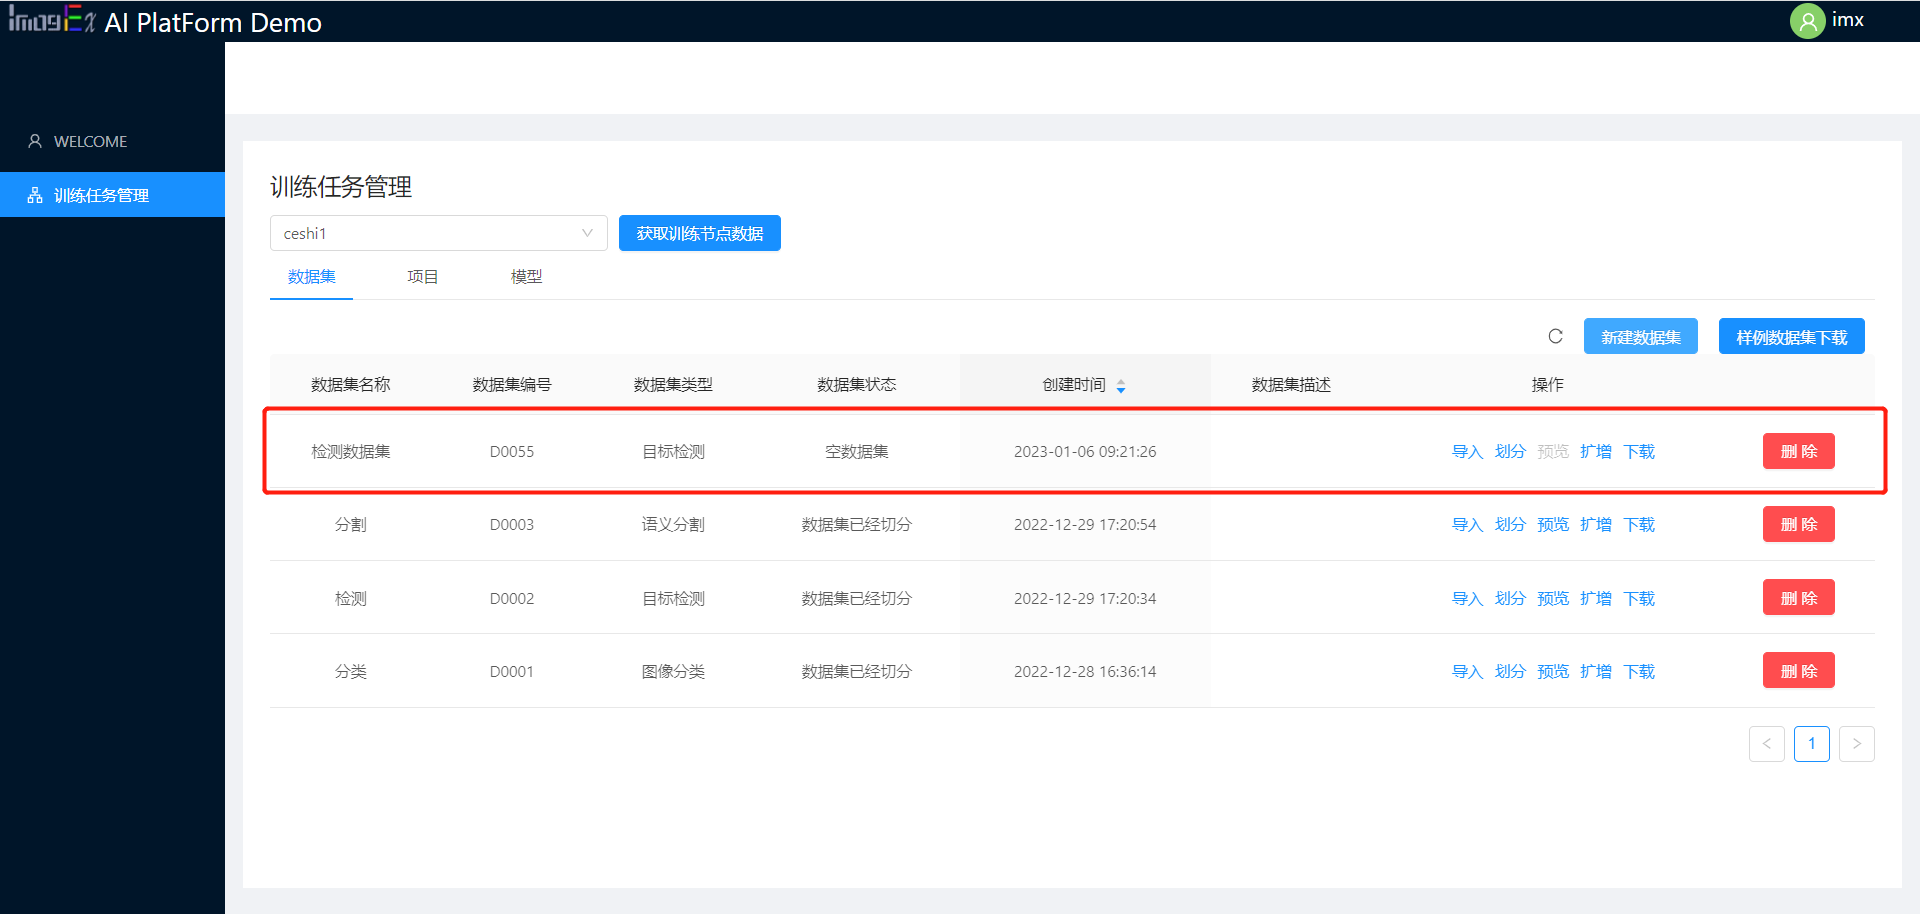 ImagEX AI PlatForm Demo
imx
WELCOME
训练任务管理
训练任务管理
ceshi1
获取训练节点数据
数据集 项目 模型
新建数据集 样例数据集下载
数据集名称 数据集编号 数据集类型 数据集状态 创建时间 数据集描述 操作
检测数据集 D0055 目标检测 空数据集 2023-01-06 09:21:26 导入 划分 预览 扩增 下载 删 除
分割 D0003 语义分割 数据集已经切分 2022-12-29 17:20:54 导入 划分 预览 扩增 下载 删 除
检测 D0002 目标检测 数据集已经切分 2022-12-29 17:20:34 导入 划分 预览 扩增 下载 删 除
分类 D0001 图像分类 数据集已经切分 2022-12-28 16:36:14 导入 划分 预览 扩增 下载 删 除
< 1 >